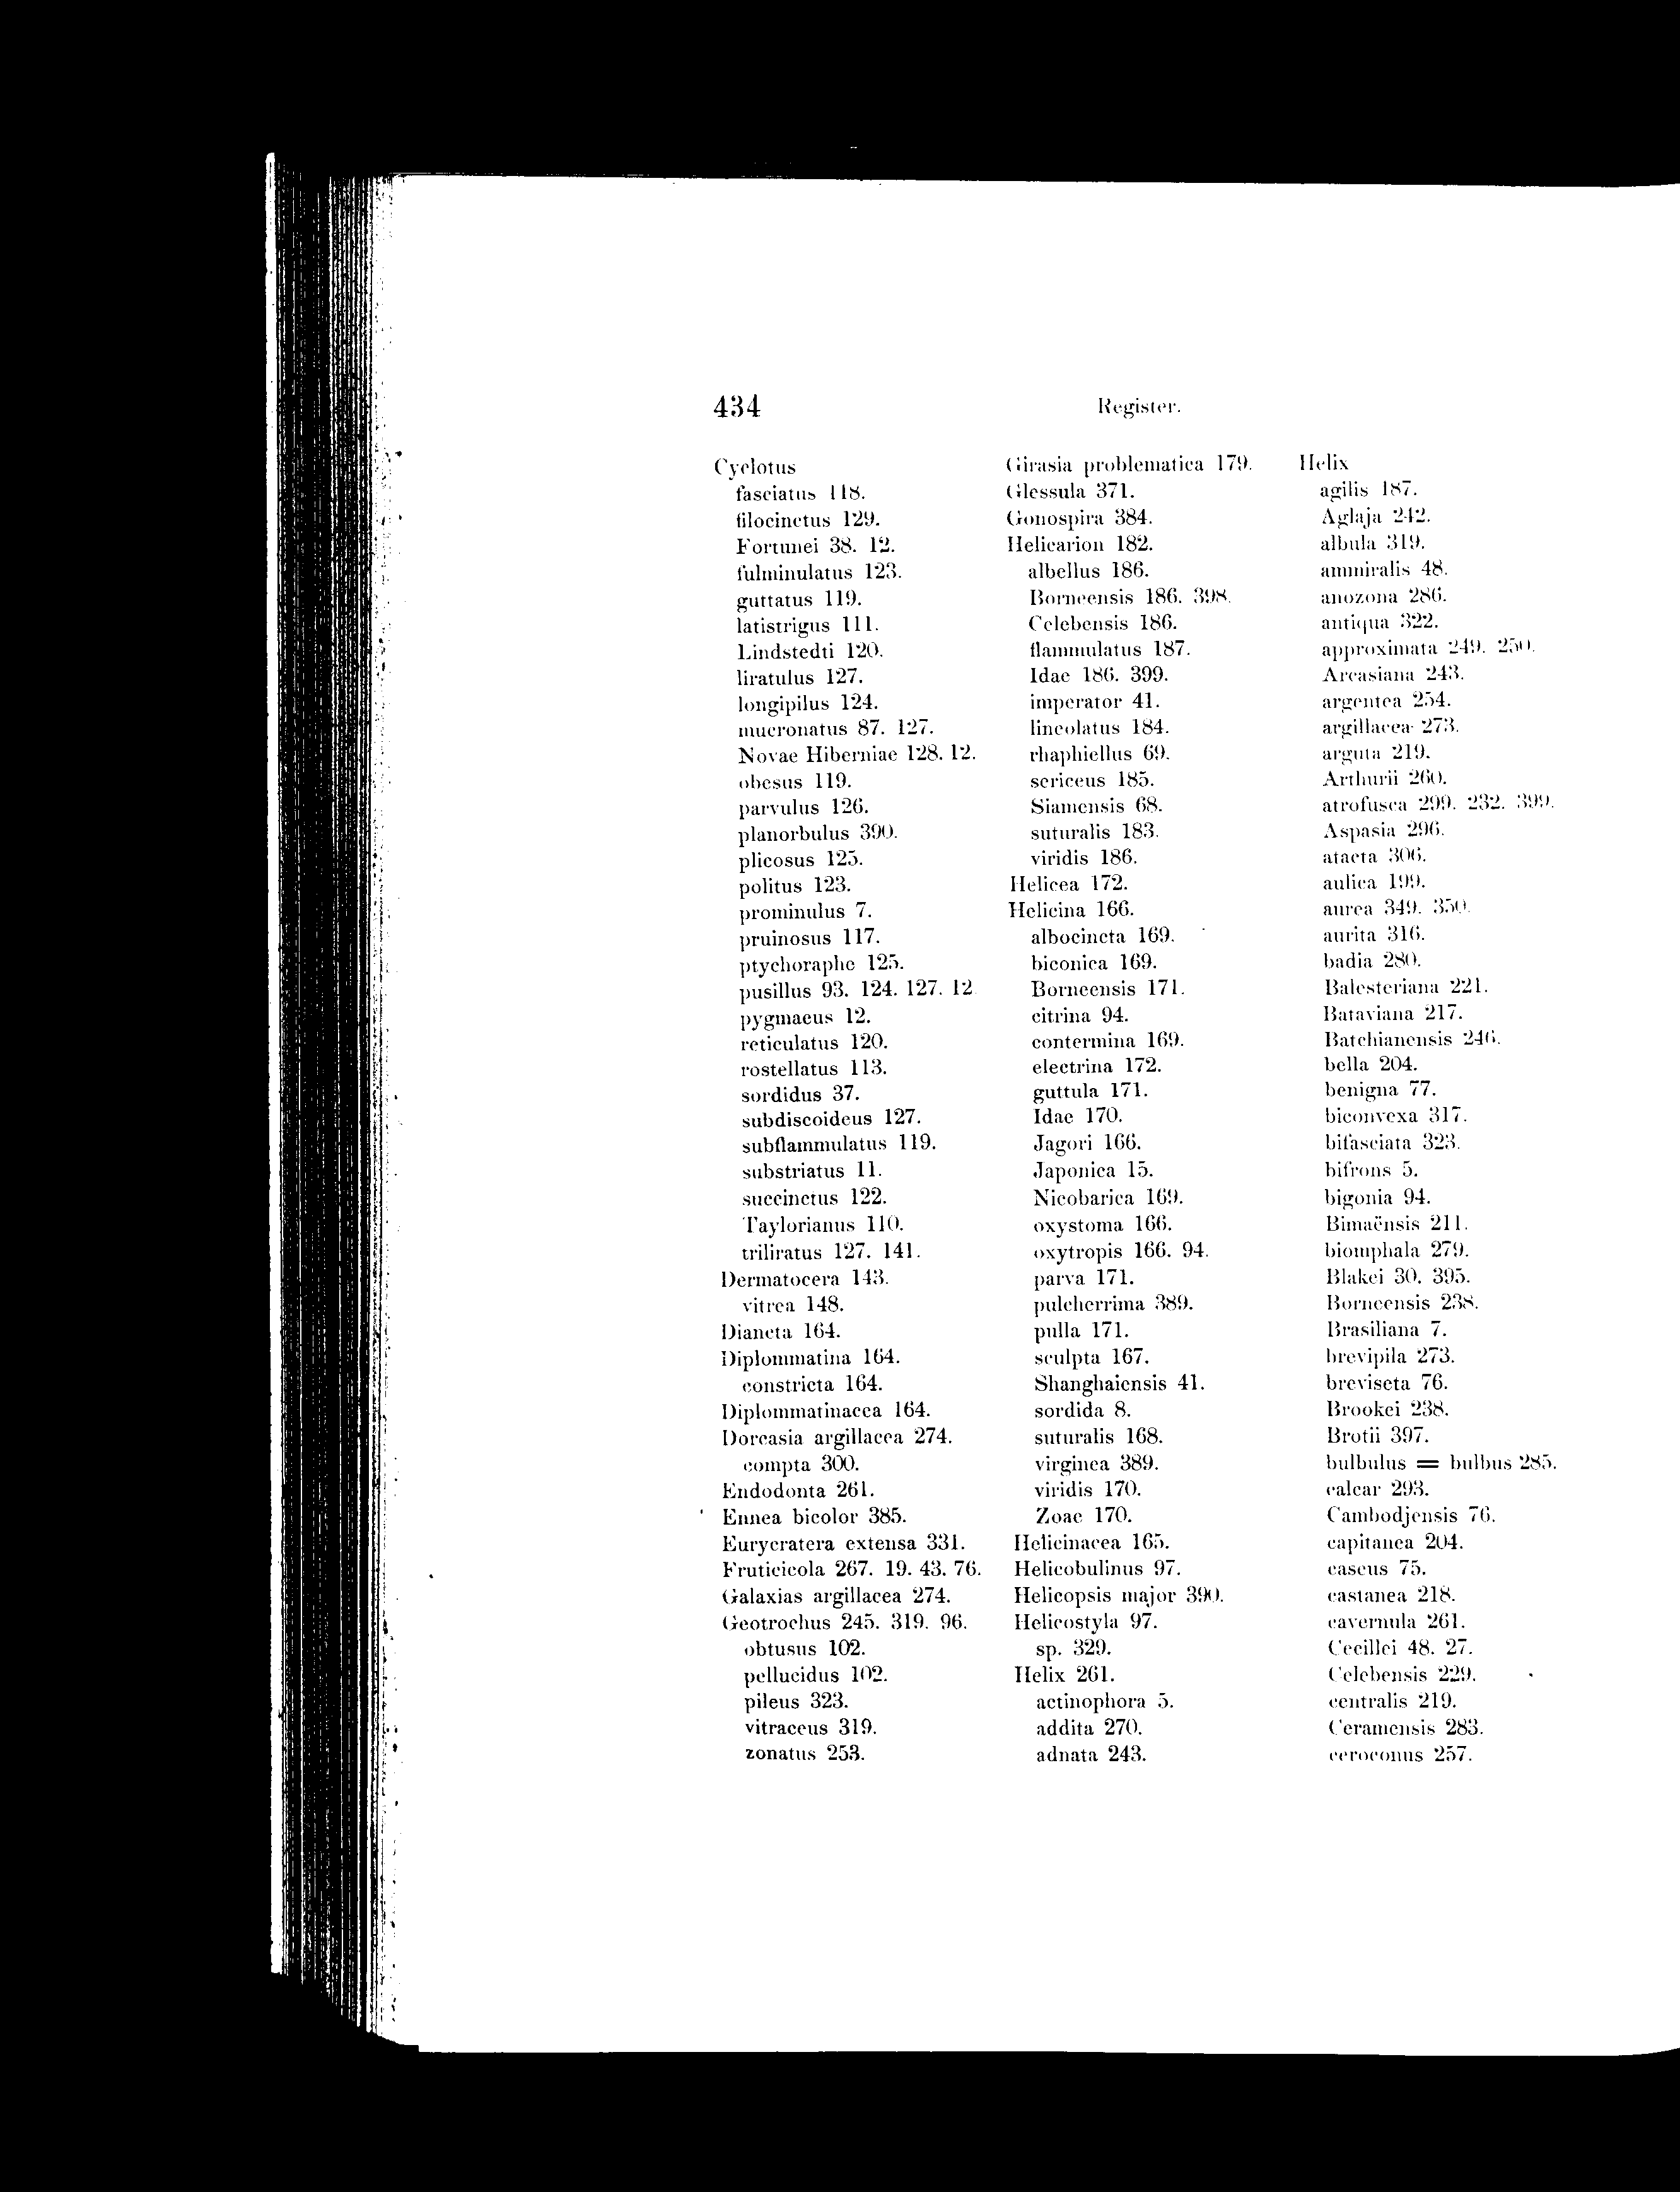 434
Register.
Cyclotus
fasciatus 118.
filocinctus 129.
Fortunei 38. 12.
fulminulatus 123.
guttatus 119.
latistrigus 111.
Lindstedti 120.
liratulus 127.
longipilus 124.
mucronatus 87. 127.
Novae Hiberniae 128. 12.
obesus 119.
parvulus 126.
planorbulus 390.
plicosus 125.
politus 123.
prominulus 7.
pruinosus 117.
ptychoraphe 125.
pusillus 93. 124. 127. 12
pygmaeus 12.
reticulatus 120.
rostellatus 113.
sordidus 37.
subdiscoideus 127.
subflammulatus 119.
substriatus 11.
succinctus 122.
Taylorianus 110.
triliratus 127. 141.
Dermatocera 143.
vitrea 148.
Dianeta 164.
Diplommatina 164.
constricta 164.
Diplommatinacea 164.
Dorcasia argillacea 274.
compta 300.
Endodonta 261.
Ennea bicolor 385.
Eurycratera extensa 331.
Fruticicola 267. 19. 43. 76.
Galaxias argillacea 274.
Geotrochus 245. 319. 96.
obtusus 102.
pellucidus 102.
pileus 323.
vitraceus 319.
zonatus 253.
Girasia problematica 179.
Glessula 371.
Gonospira 384.
Helicarion 182.
albellus 186.
Borneensis 186. 398.
Celebensis 186.
flammulatus 187.
Idae 186. 399.
imperator 41.
lineolatus 184.
rhaphiellus 69.
sericeus 185.
Siamensis 68.
suturalis 183.
viridis 186.
Helicea 172.
Helicina 166.
albocincta 169.
biconica 169.
Borneensis 171.
citrina 94.
contermina 169.
electrina 172.
guttula 171.
Idae 170.
Jagori 166.
Japonica 15.
Nicobarica 169.
oxystoma 166.
oxytropis 166. 94.
parva 171.
pulcherrima 389.
pulla 171.
sculpta 167.
Shanghaiensis 41.
sordida 8.
suturalis 168.
virginea 389.
viridis 170.
Zoae 170.
Helicinacea 165.
Helicobulinus 97.
Helicopsis major 390.
Helicostyla 97.
sp. 329.
Helix 261.
actinophora 5.
addita 270.
adnata 243.
Helix
agilis 187.
Aglaja 242.
albula 319.
ammiralis 48.
anozona 286.
antiqua 322.
approximata 249. 250.
Arcasiana 243.
argentea 254.
argillacea 273.
arguta 219.
Arthurii 260.
atrofusca 299. 232. 399.
Aspasia 296.
atacta 306.
aulica 199.
aurea 349. 350.
aurita 316.
badia 280.
Balesteriana 221.
Bataviana 217.
Batchianensis 246.
bella 204.
benigna 77.
biconvexa 317.
bifasciata 323.
bifrons 5.
bigonia 94.
Bimaënsis 211.
biomphala 279.
Blakei 30. 395.
Borneensis 238.
Brasiliana 7.
brevipila 273.
breviseta 76.
Brookei 238.
Brotii 397.
bulbulus = bulbus 285.
calcar 293.
Cambodjensis 76.
capitanea 204.
caseus 75.
castanea 218.
cavernula 261.
Cecillei 48. 27.
Celebensis 229.
centralis 219.
Ceramensis 283.
ceroconus 257.